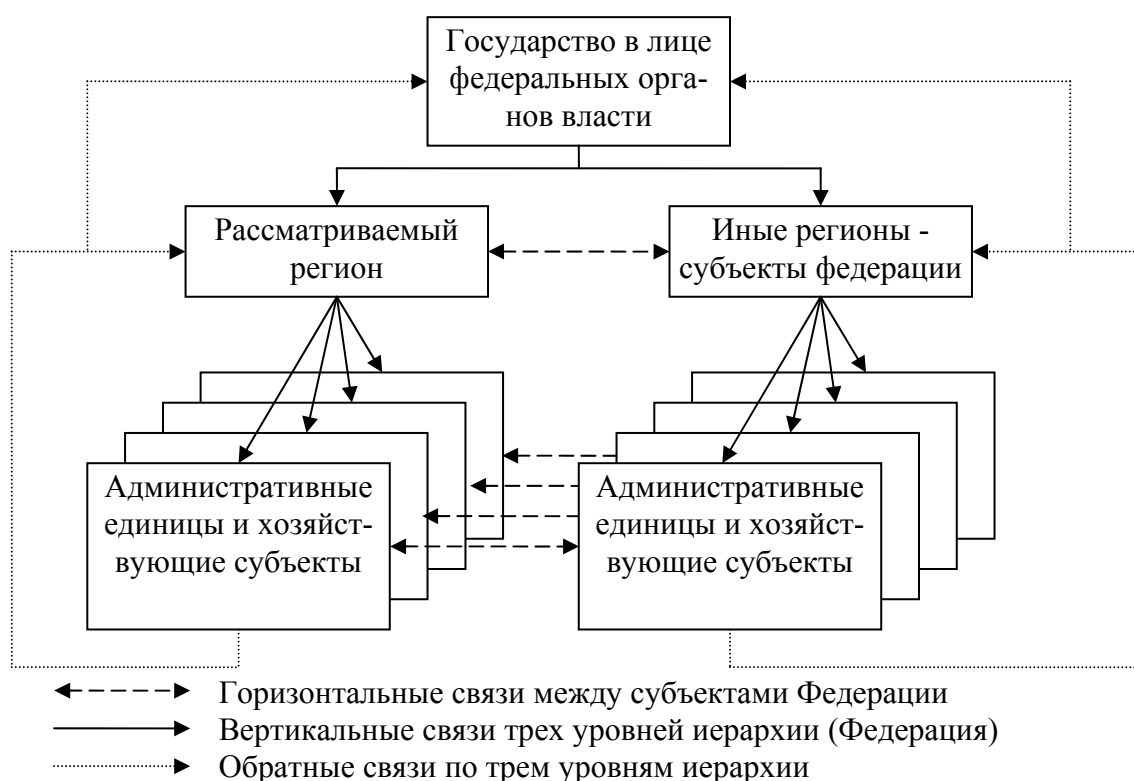 Государство в лице
федеральных орга-
нов власти
Рассматриваемый
регион
Иные регионы -
субъекты федерации
Административные
единицы и хозяйст-
вующие субъекты
Административные
единицы и хозяйст-
вующие субъекты
Горизонтальные связи между субъектами Федерации
Вертикальные связи трех уровней иерархии (Федерация)
Обратные связи по трем уровням иерархии